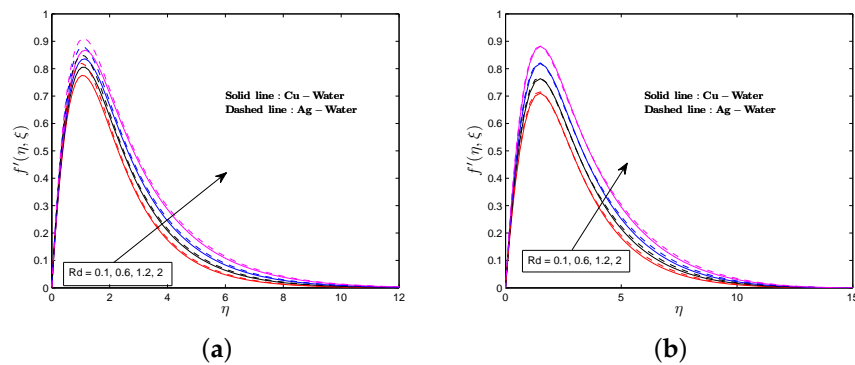 0.9
0.8
0.7
0.6
0.5
0.4
0.3
0.2
0.1
0
f′(η, ξ)
Solid line : Cu − Water
Dashed line : Ag − Water
Rd = 0.1, 0.6, 1.2, 2
0 2 4 6 8 10 12
η
(a)
1
0.9
0.8
0.7
0.6
0.5
0.4
0.3
0.2
0.1
0
f′(η, ξ)
Solid line : Cu − Water
Dashed line : Ag − Water
Rd = 0.1, 0.6, 1.2, 2
0 5 10 15
η
(b)